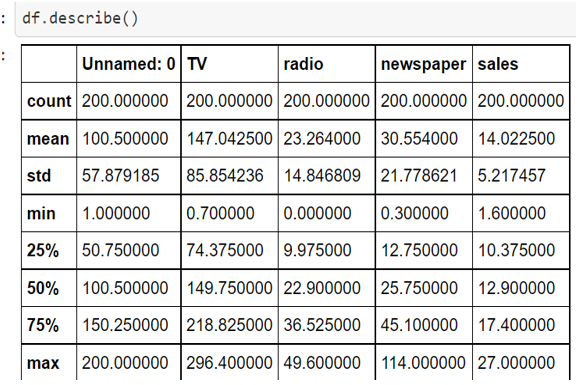 : df.describe()
: Unnamed: 0 TV radio newspaper sales
count 200.000000 200.000000 200.000000 200.000000 200.000000
mean 100.500000 147.042500 23.264000 30.554000 14.022500
std 57.879185 85.854236 14.846809 21.778621 5.217457
min 1.000000 0.700000 0.000000 0.300000 1.600000
25% 50.750000 74.375000 9.975000 12.750000 10.375000
50% 100.500000 149.750000 22.900000 25.750000 12.900000
75% 150.250000 218.825000 36.525000 45.100000 17.400000
max 200.000000 296.400000 49.600000 114.000000 27.000000